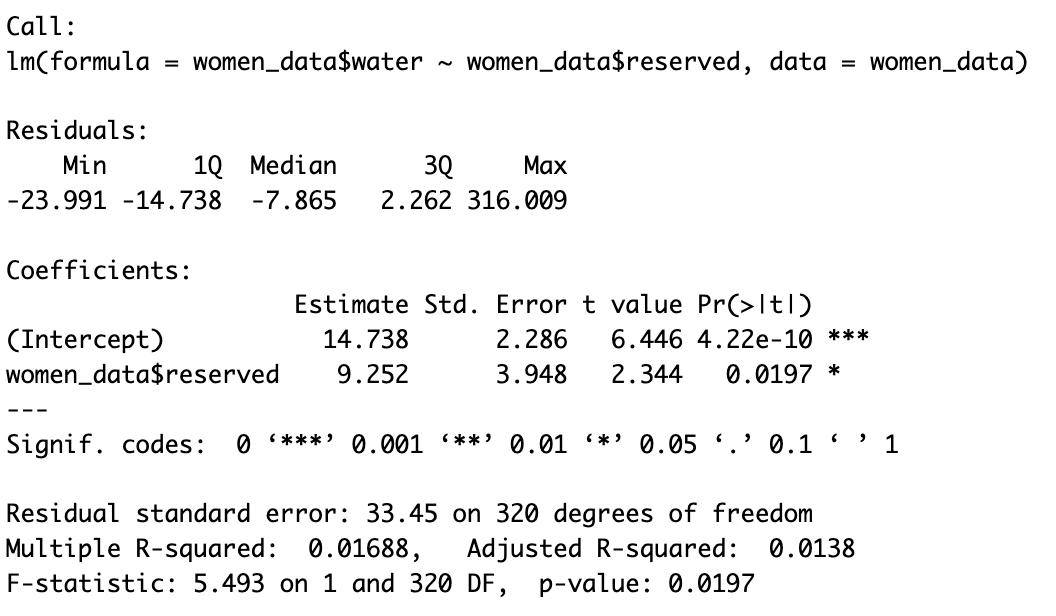 Call:
lm(formula = women_data$water ~ women_data$reserved, data = women_data)
Residuals:
    Min      1Q  Median      3Q     Max
-23.991 -14.738  -7.865   2.262 316.009
Coefficients:
                    Estimate Std. Error t value Pr(>|t|)
(Intercept)           14.738      2.286   6.446 4.22e-10 ***
women_data$reserved    9.252      3.948   2.344   0.0197 *
---
Signif. codes:  0 ‘***’ 0.001 ‘**’ 0.01 ‘*’ 0.05 ‘.’ 0.1 ‘ ’ 1
Residual standard error: 33.45 on 320 degrees of freedom
Multiple R-squared:  0.01688,   Adjusted R-squared:  0.0138
F-statistic: 5.493 on 1 and 320 DF,  p-value: 0.0197